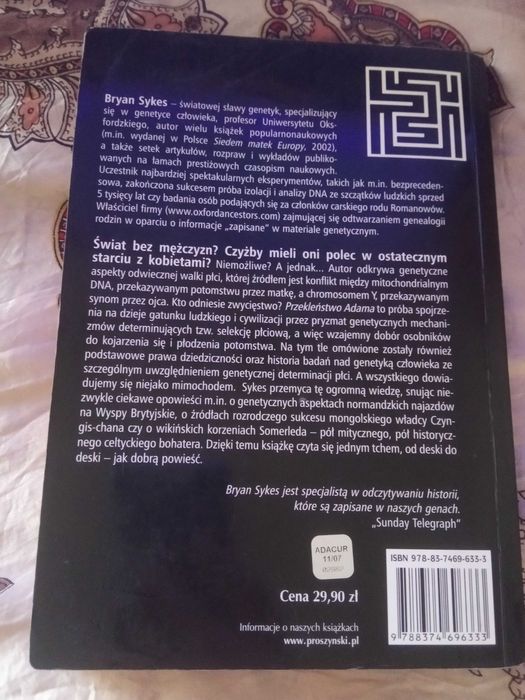 Bryan Sykes – światowej sławy genetyk, specjalizujący
się w genetyce człowieka, profesor Uniwersytetu Oks-
fordzkiego, autor wielu książek popularnonaukowych
(m.in. wydanej w Polsce Siedem matek Europy, 2002),
a także setek artykułów, rozpraw i wykładów publiko-
wanych na łamach prestiżowych czasopism naukowych.
Uczestnik najbardziej spektakularnych eksperymentów, takich jak m.in. bezpreceden-
sowa, zakończona sukcesem próba izolacji i analizy DNA ze szczątków ludzkich sprzed
5 tysięcy lat czy badania osób podających się za członków carskiego rodu Romanowów.
Właściciel firmy (www.oxfordancestors.com) zajmującej się odtwarzaniem genealogii
rodzin w oparciu o informacje „zapisane” w materiale genetycznym.
Świat bez mężczyzn? Czyżby mieli oni polec w ostatecznym
starciu z kobietami? Niemożliwe? A jednak... Autor odkrywa genetyczne
aspekty odwiecznej walki płci, której źródłem jest konflikt między mitochondrialnym
DNA, przekazywanym potomstwu przez matkę, a chromosomem Y, przekazywanym
synom przez ojca. Kto odniesie zwycięstwo? Przekleństwo Adama to próba spojrze-
nia na dzieje gatunku ludzkiego i cywilizacji przez pryzmat genetycznych mechani-
zmów determinujących tzw. selekcję płciową, a więc wzajemny dobór osobników
do kojarzenia się i płodzenia potomstwa. Na tym tle omówione zostały również
podstawowe prawa dziedziczności oraz historia badań nad genetyką człowieka ze
szczególnym uwzględnieniem genetycznej determinacji płci. A wszystkiego dowia-
dujemy się niejako mimochodem. Sykes przemyca tę ogromną wiedzę, snując nie-
zwykle ciekawe opowieści m.in. o genetycznych aspektach normandzkich najazdów
na Wyspy Brytyjskie, o źródłach rozrodczego sukcesu mongolskiego władcy Czyn-
gis-chana czy o wikińskich korzeniach Somerleda – pół mitycznego, pół historycz-
nego celtyckiego bohatera. Dzięki temu książkę czyta się jednym tchem, od deski do
deski – jak dobrą powieść.
Bryan Sykes jest specjalistą w odczytywaniu historii,
które są zapisane w naszych genach.
„Sunday Telegraph”
ADACUR
11/07
Cena 29,90 zł
Informacje o naszych książkach
www.proszynski.pl
ISBN 978-83-7469-633-3
9 788374 696333